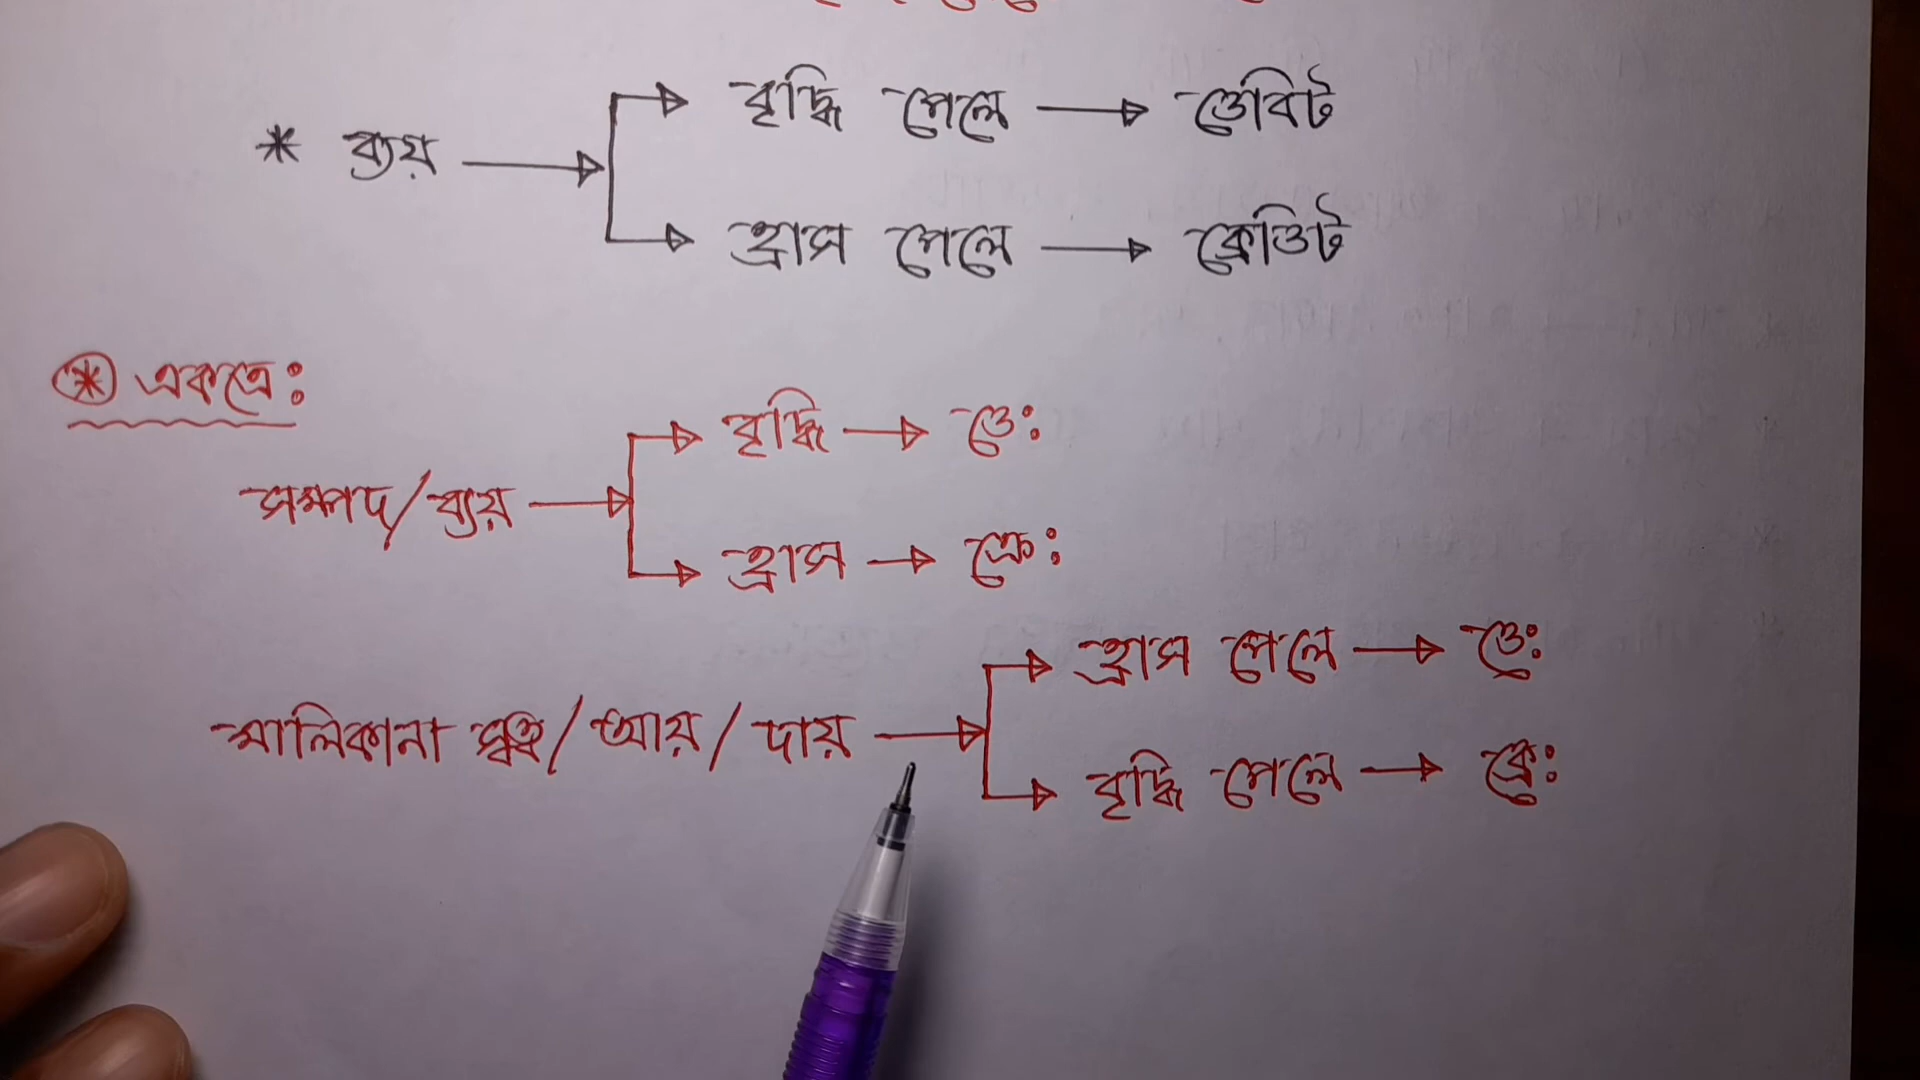 বৃদ্ধি পেলে → ডেবিট
* ব্যয় →
হ্রাস পেলে → ক্রেডিট
* একত্রে:
বৃদ্ধি → ডেঃ
সম্পদ/ব্যয় →
হ্রাস → ক্রেঃ
হ্রাস পেলে → ডেঃ
মালিকানা স্বত্ব/আয়/দায় →
বৃদ্ধি পেলে → ক্রেঃ